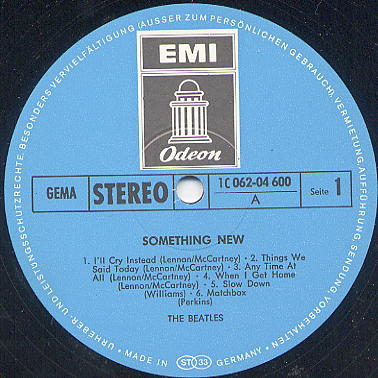 URHEBER- UND LEISTUNGSSCHUTZRECHTE, BESONDERS VERVIELFÄLTIGUNG (AUSSER ZUM PERSÖNLICHEN GEBRAUCH), VERMIETUNG, AUFFÜHRUNG, SENDUNG VORBEHALTEN
EMI
Odeon
GEMA
STEREO
1 C 062-04 600
A
Seite 1
SOMETHING NEW
1. I'll Cry Instead (Lennon/McCartney) · 2. Things We
Said Today (Lennon/McCartney) · 3. Any Time At
All (Lennon/McCartney) · 4. When I Get Home
(Lennon/McCartney) · 5. Slow Down
(Williams) · 6. Matchbox
(Perkins)
THE BEATLES
· MADE IN ST 33 GERMANY ·